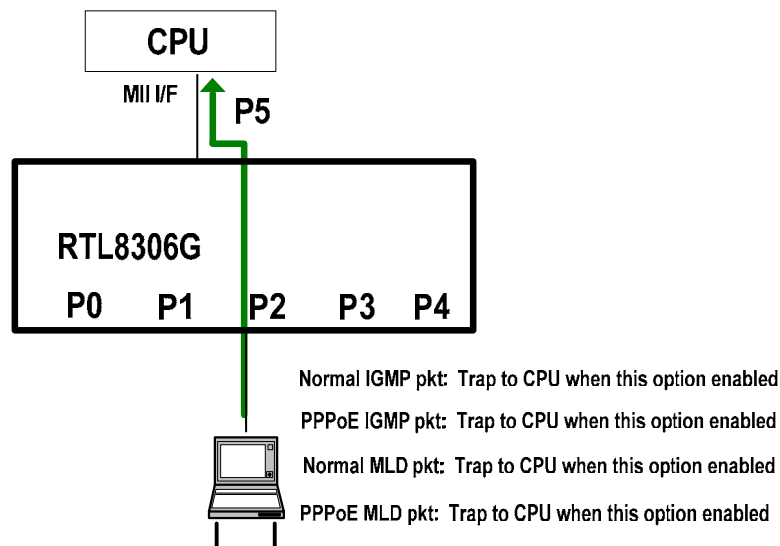 CPU
MII I/F
P5
RTL8306G
P0 P1 P2 P3 P4
Normal IGMP pkt: Trap to CPU when this option enabled
PPPoE IGMP pkt: Trap to CPU when this option enabled
Normal MLD pkt: Trap to CPU when this option enabled
PPPoE MLD pkt: Trap to CPU when this option enabled